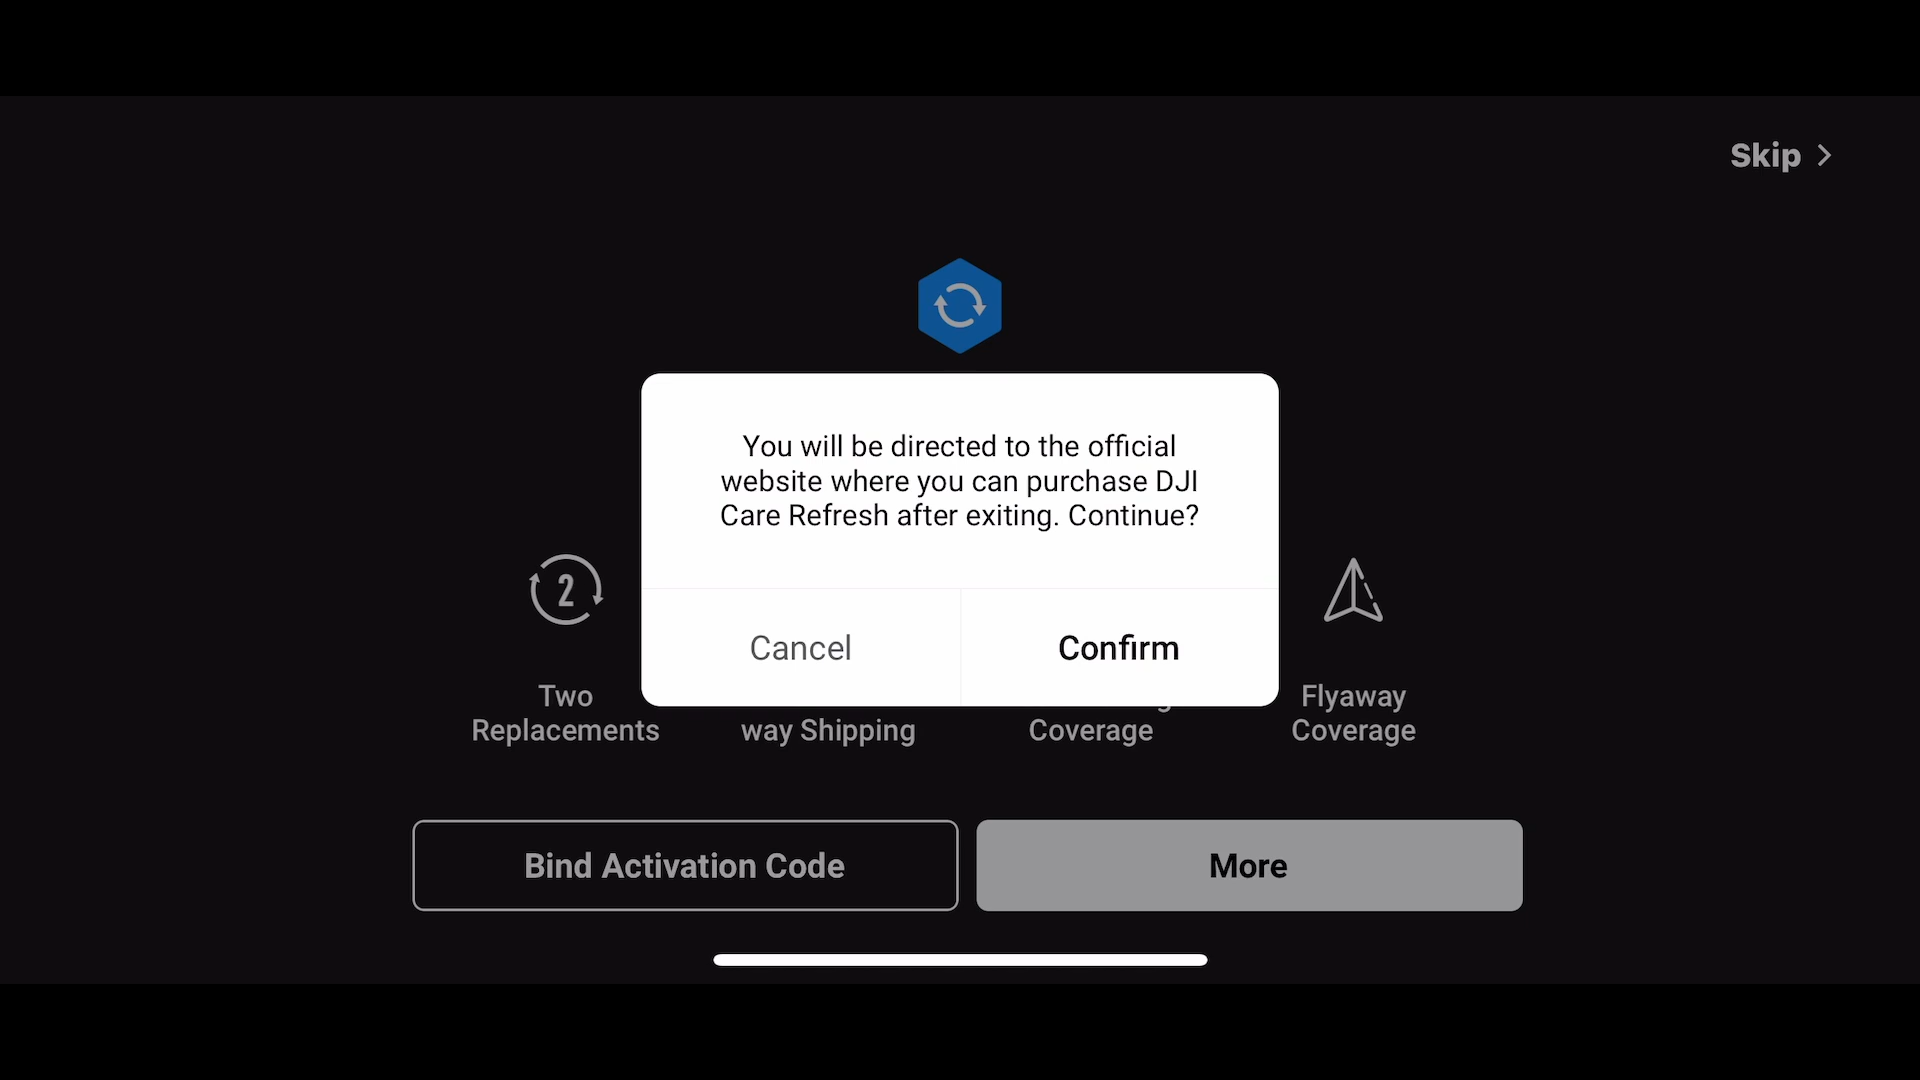 Skip
You will be directed to the official
website where you can purchase DJI
Care Refresh after exiting. Continue?
Cancel
Confirm
2
Two
Replacements
way Shipping
Coverage
Flyaway
Coverage
Bind Activation Code
More